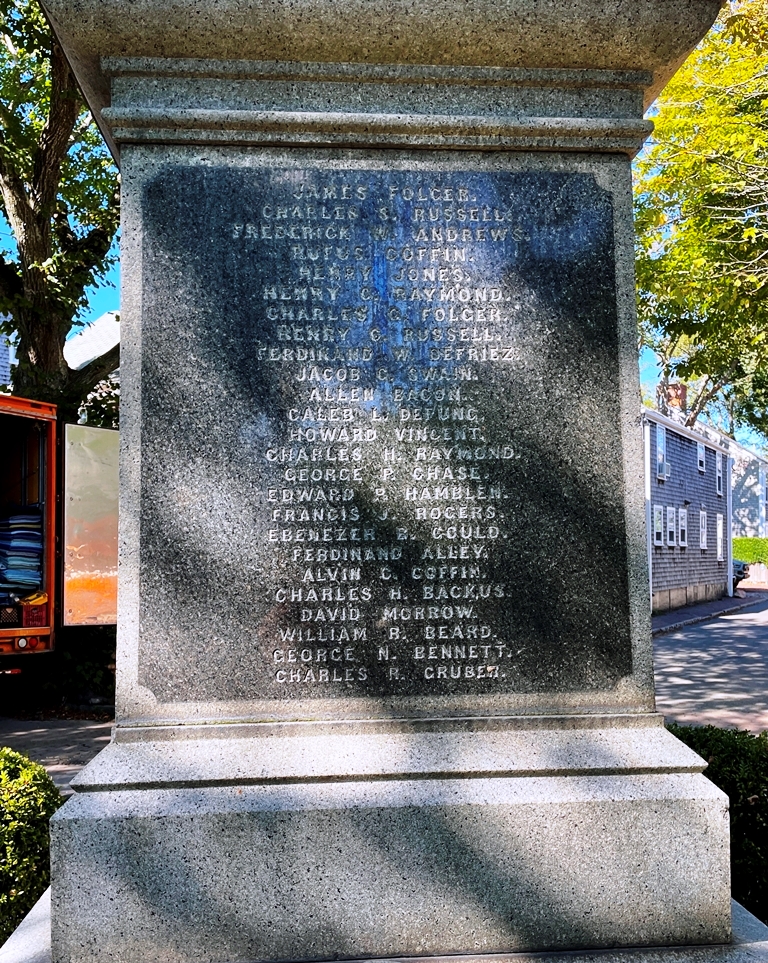 JAMES FOLGER.
CHARLES S. RUSSELL.
FREDERICK W. ANDREWS.
RUFUS COFFIN.
HENRY JONES.
HENRY C. RAYMOND.
CHARLES G. FOLGER.
HENRY C. RUSSELL.
FERDINAND W. DEFRIEZ.
JACOB G. SWAIN.
ALLEN BACON.
CALEB L. DEFUNG.
HOWARD VINCENT.
CHARLES H. RAYMOND.
GEORGE P. CHASE.
EDWARD P. HAMBLEN.
FRANCIS J. ROGERS.
EBENEZER E. GOULD.
FERDINAND ALLEY.
ALVIN C. COFFIN.
CHARLES H. BACKUS.
DAVID MORROW.
WILLIAM R. BEARD.
GEORGE N. BENNETT.
CHARLES R. GRUBER.